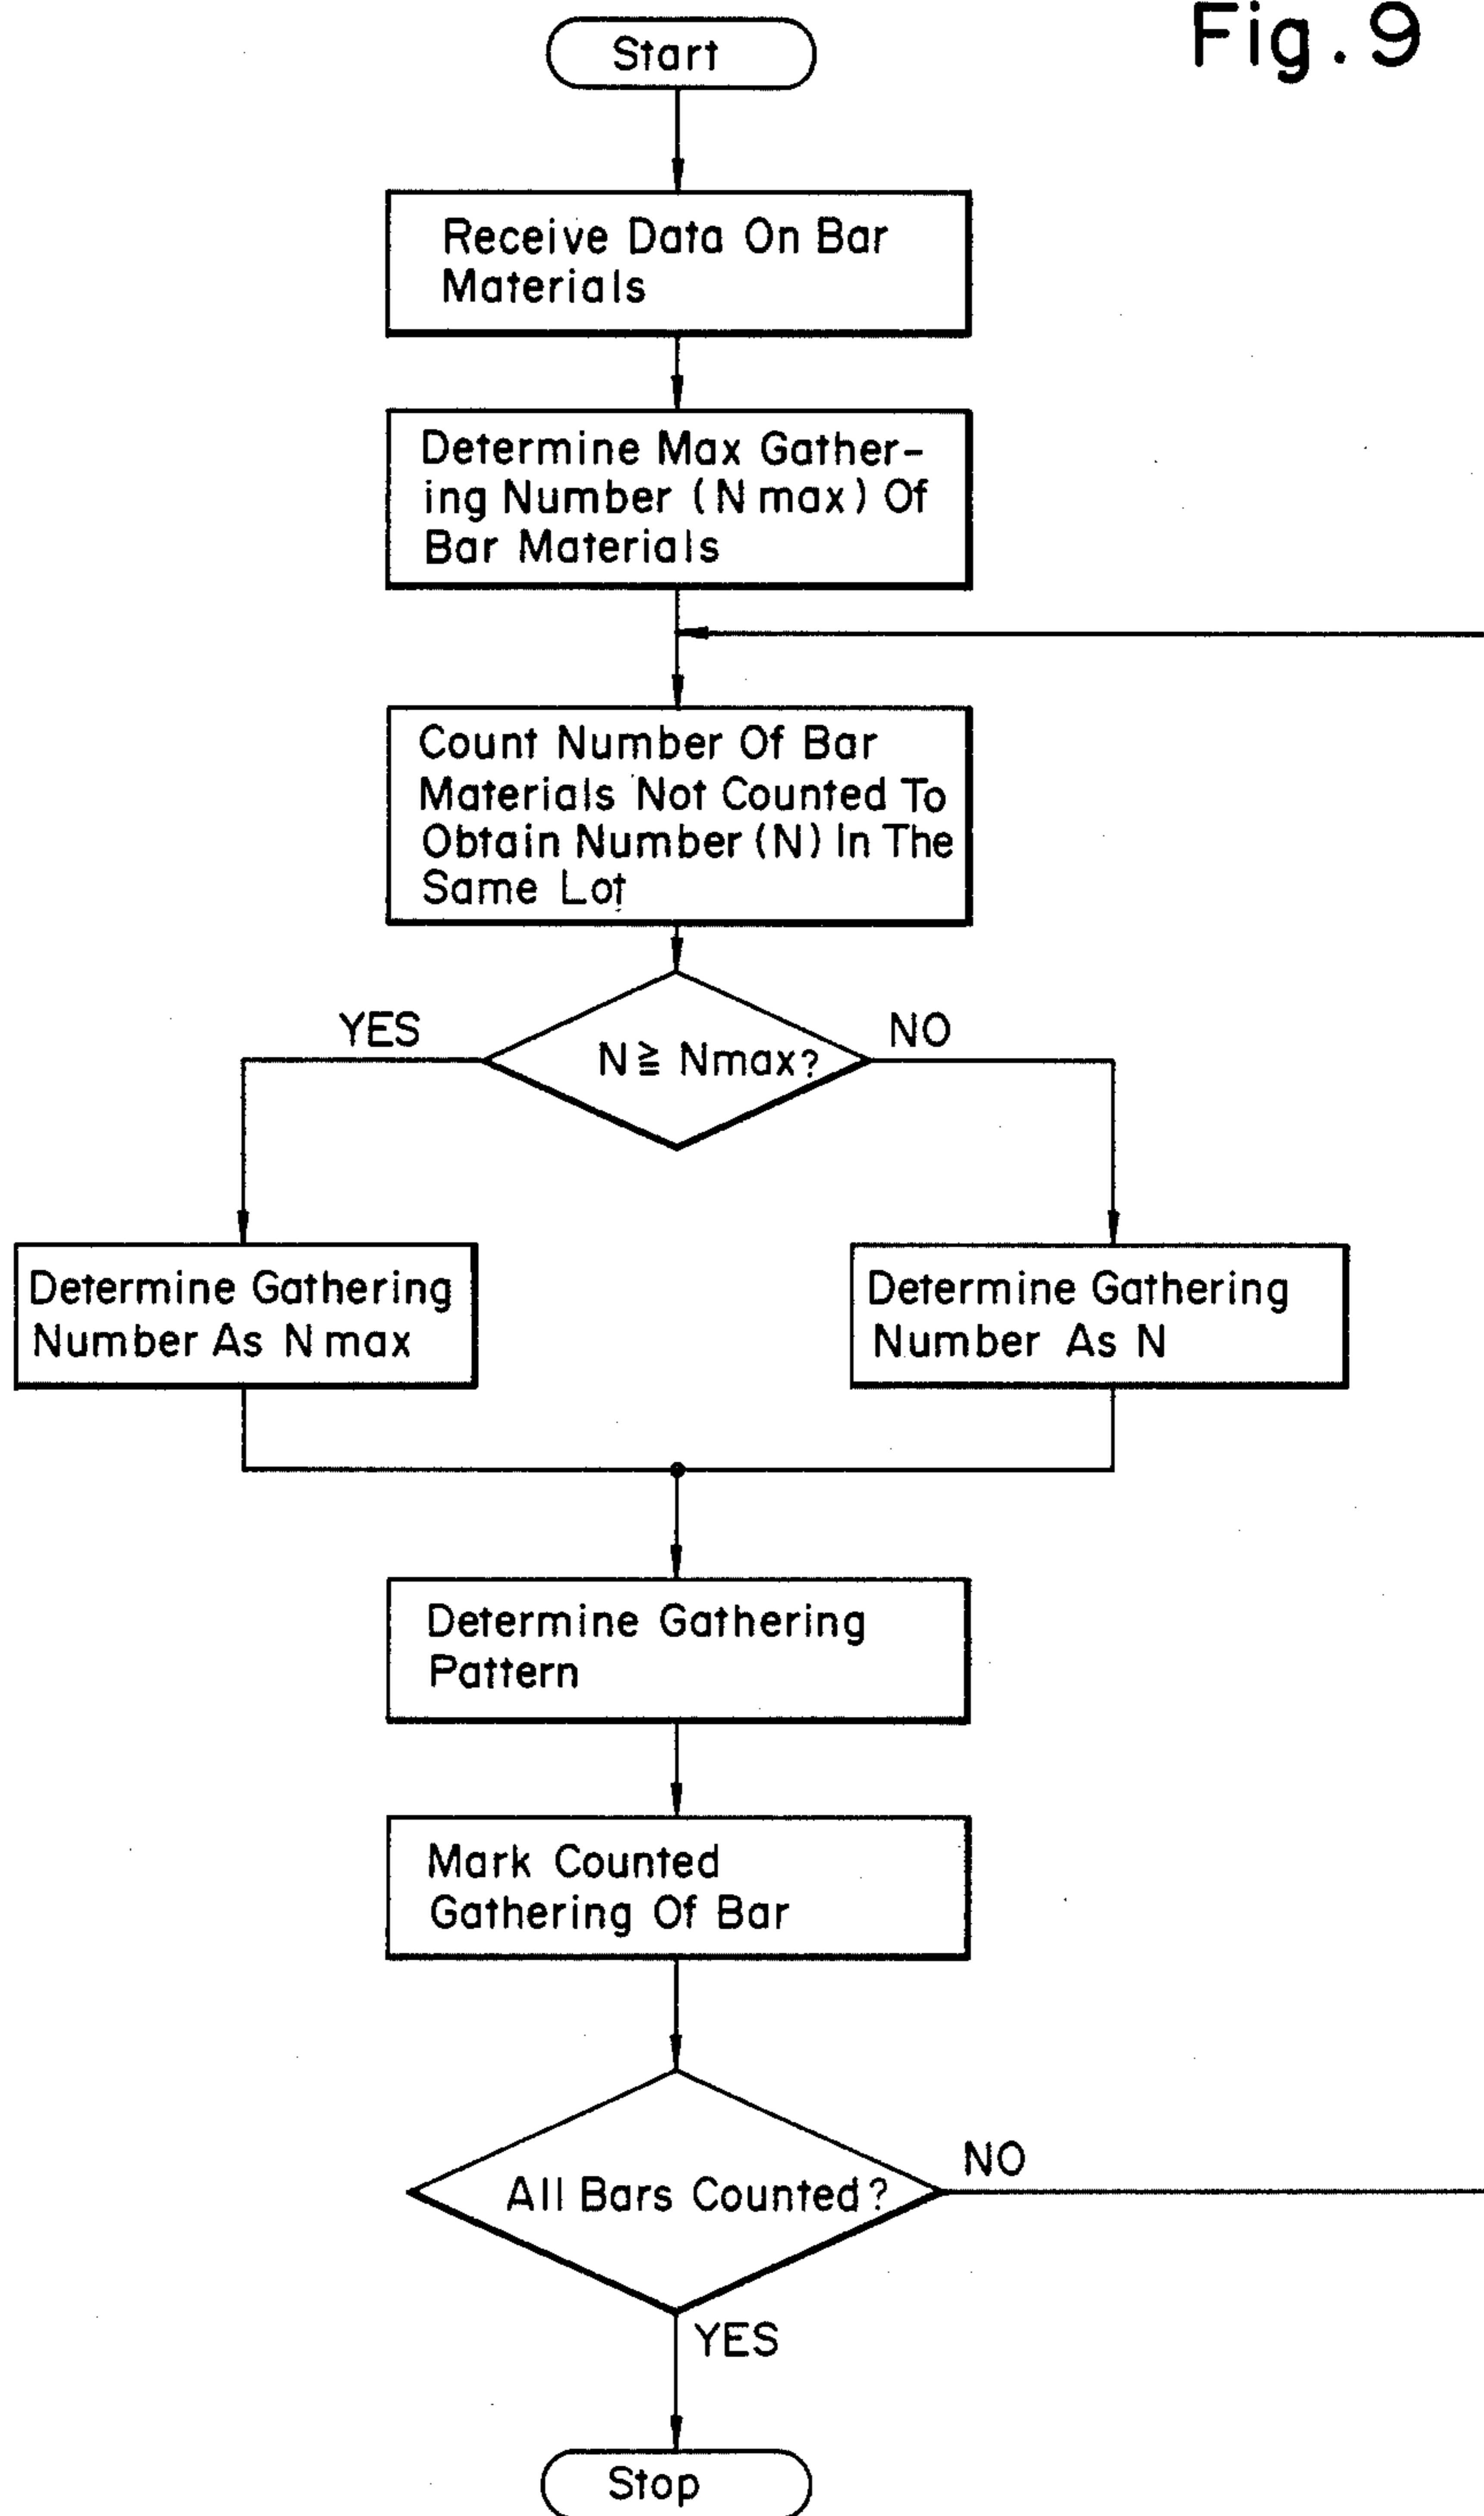 Fig. 9
Start
Receive Data On Bar
Materials
Determine Max Gather-
ing Number (N max) Of
Bar Materials
Count Number Of Bar
Materials Not Counted To
Obtain Number (N) In The
Same Lot
YES
N ≧ Nmax?
NO
Determine Gathering
Number As N max
Determine Gathering
Number As N
Determine Gathering
Pattern
Mark Counted
Gathering Of Bar
All Bars Counted?
NO
YES
Stop